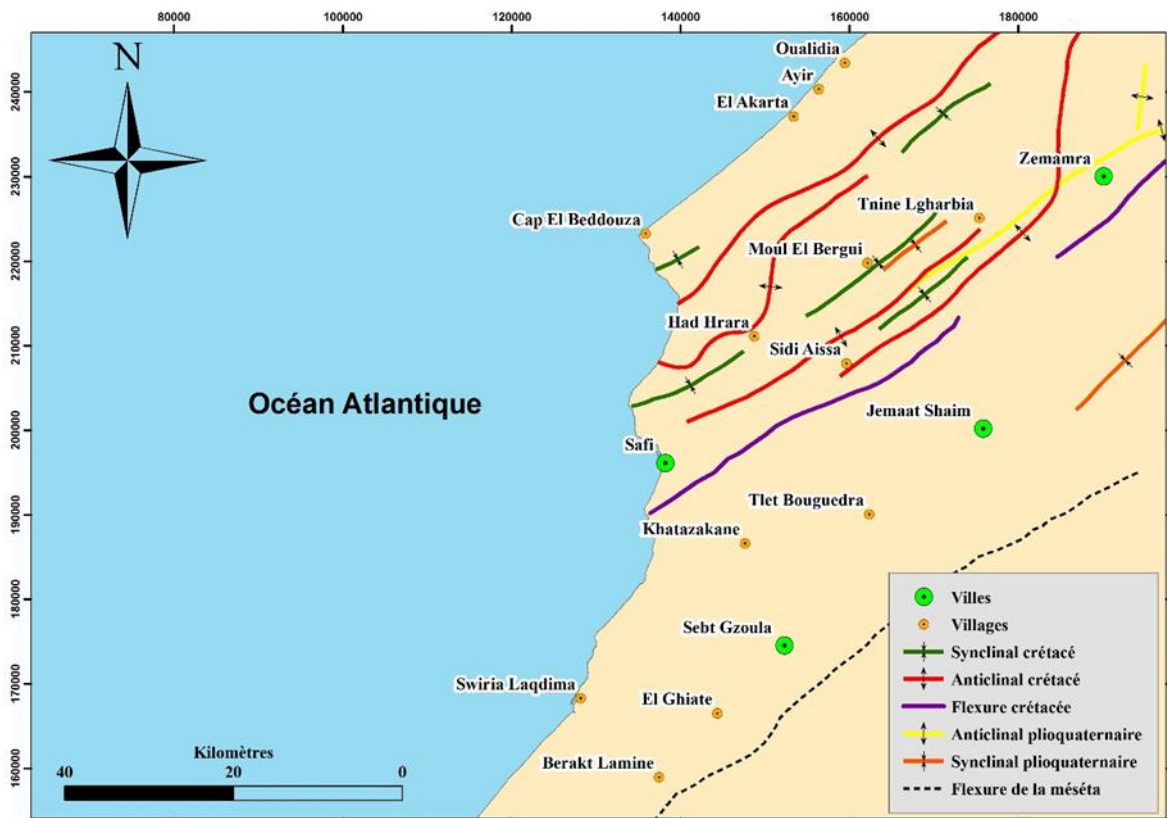 80000 100000 120000 140000 160000 180000
N
Oualidia
Ayir
El Akarta
Zemamra
Cap El Beddouza
Tnine Lgharbia
Moul El Bergui
Had Hrara
Sidi Aissa
Océan Atlantique
Jemaat Shaim
Safi
Tlet Bouguedra
Khatazakane
Sebt Gzoula
Swiria Laqdima
El Ghiate
Berakt Lamine
240000
230000
220000
210000
200000
190000
180000
170000
160000
Kilomètres
40 20 0
Villes
Villages
Synclinal crétacé
Anticlinal crétacé
Flexure crétacée
Anticlinal plioquaternaire
Synclinal plioquaternaire
Flexure de la méséta